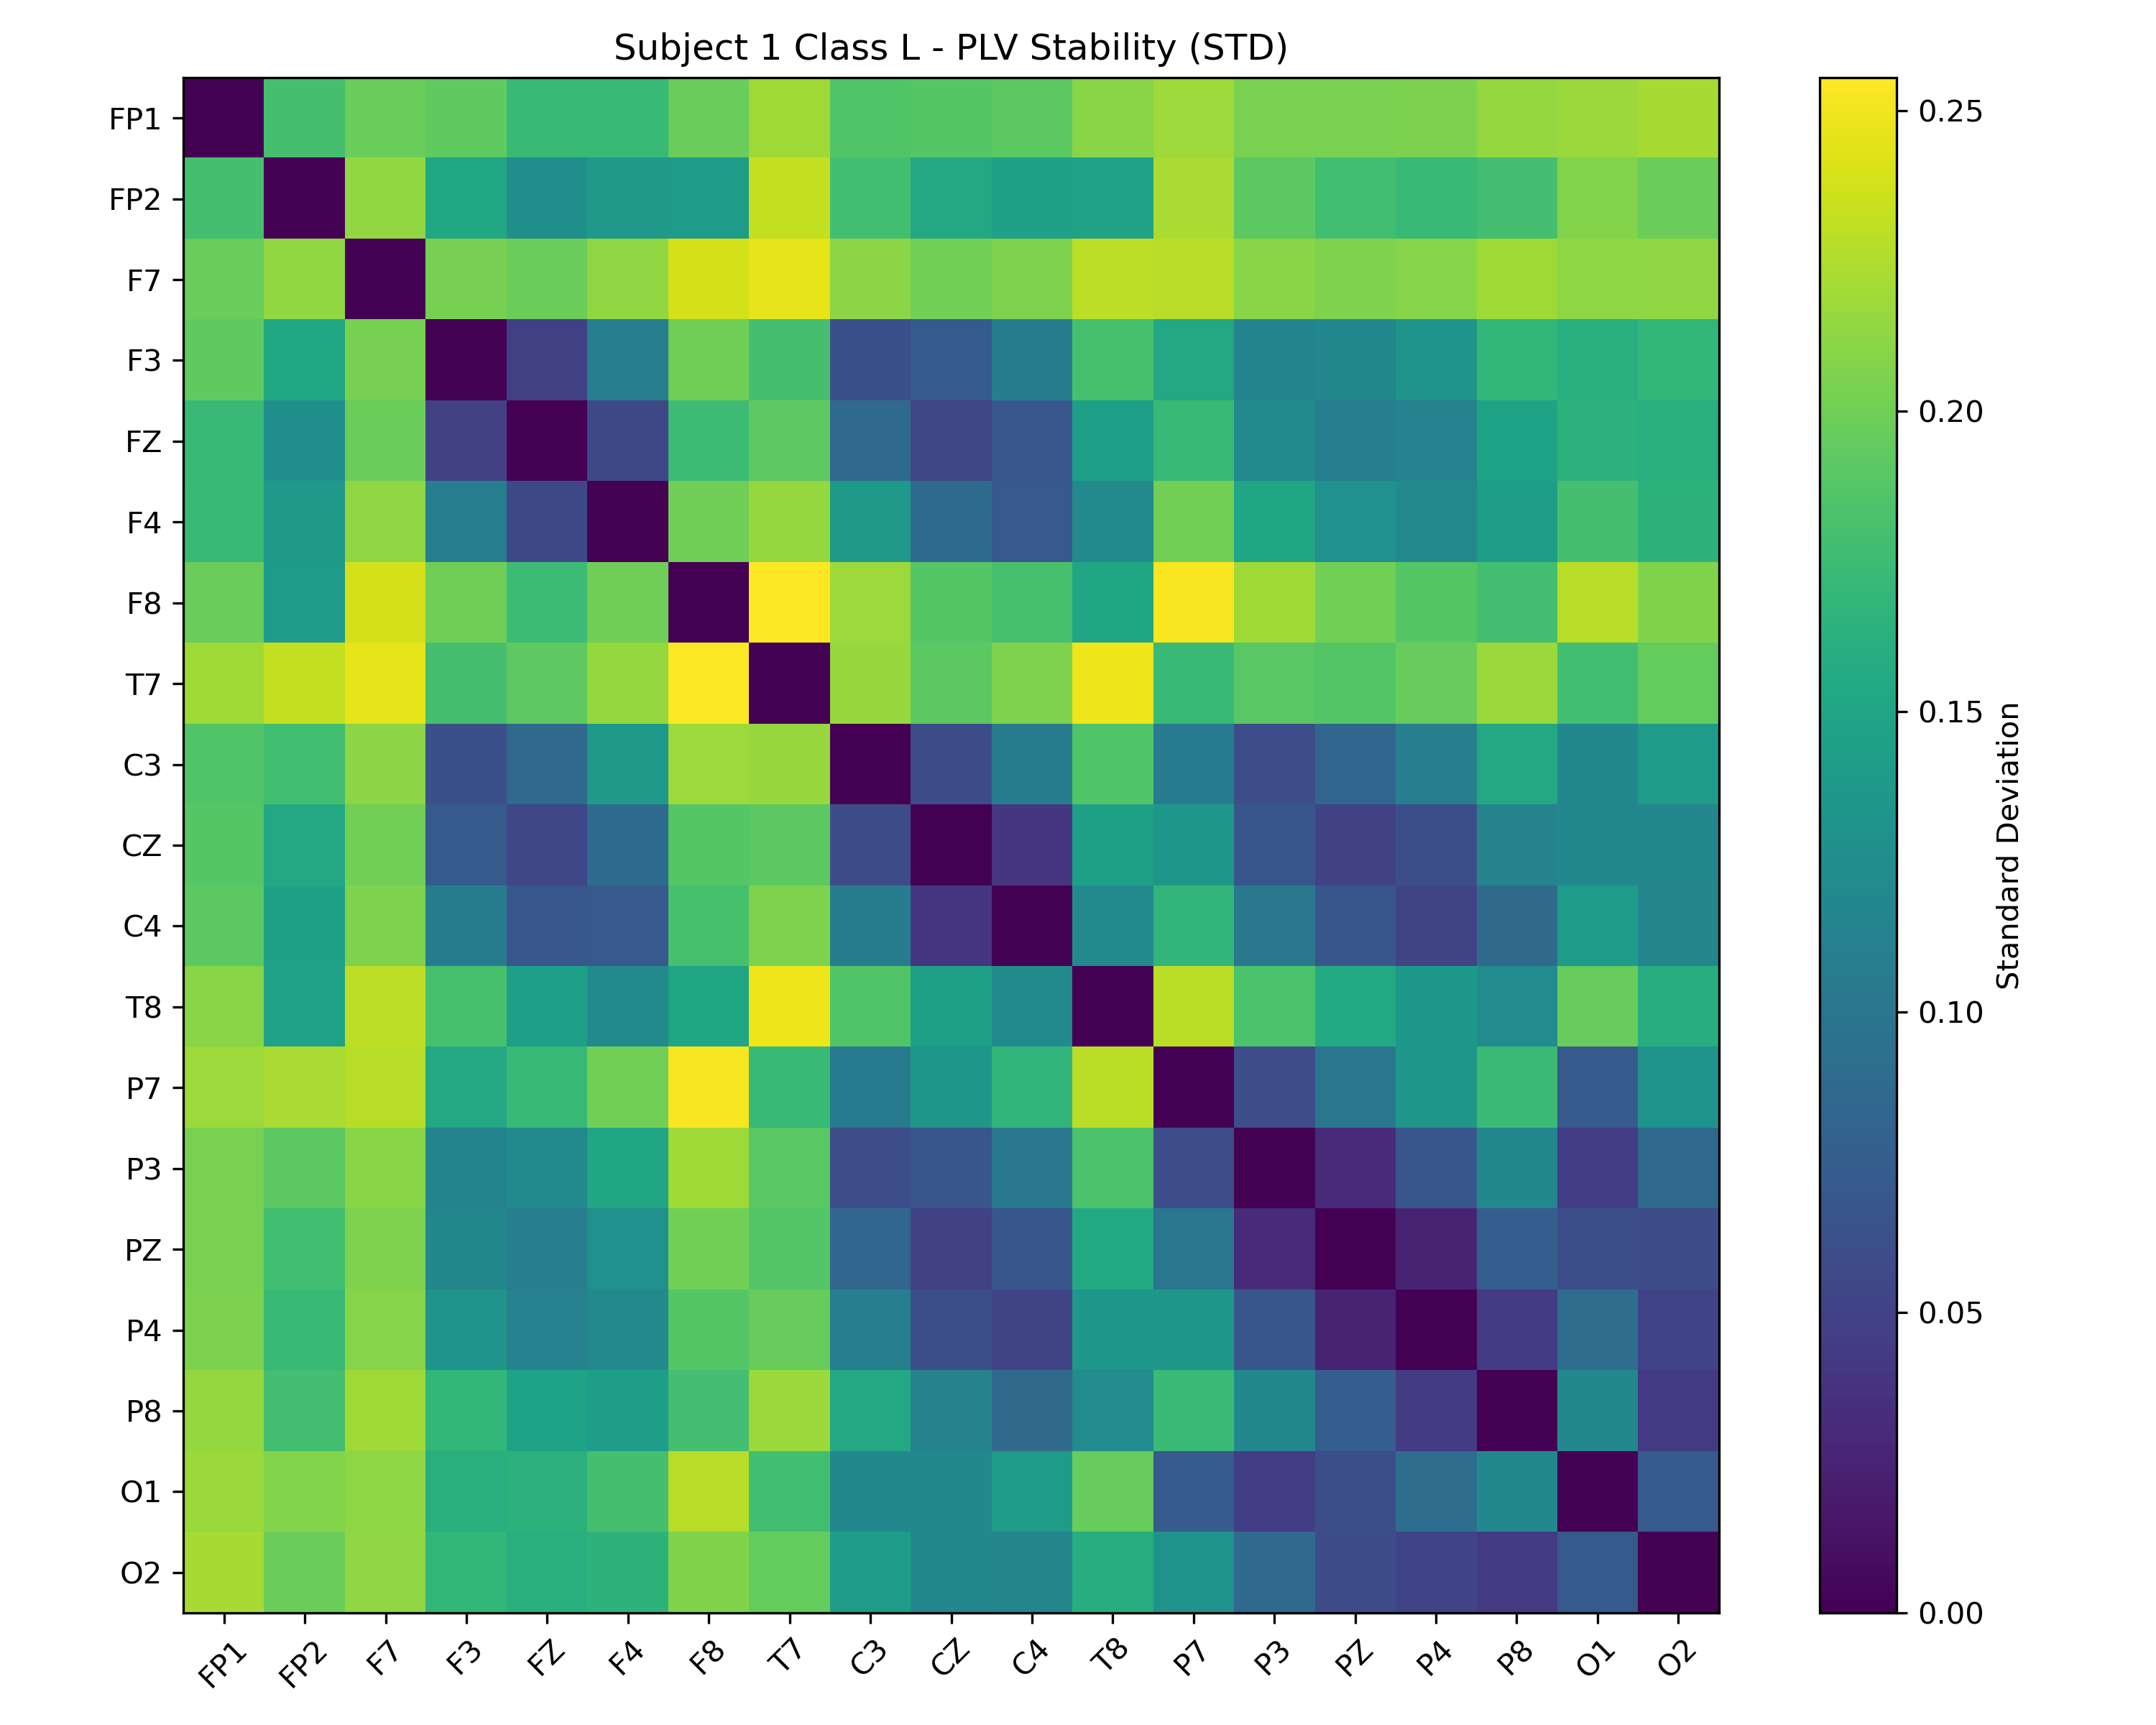 Subject 1 Class L - PLV Stability (STD)
FP1
FP2
F7
F3
FZ
F4
F8
T7
C3
CZ
C4
T8
P7
P3
PZ
P4
P8
O1
O2
FP1 FP2 F7 F3 FZ F4 F8 T7 C3 CZ C4 T8 P7 P3 PZ P4 P8 O1 O2
0.25
0.20
0.15
0.10
0.05
0.00
Standard Deviation